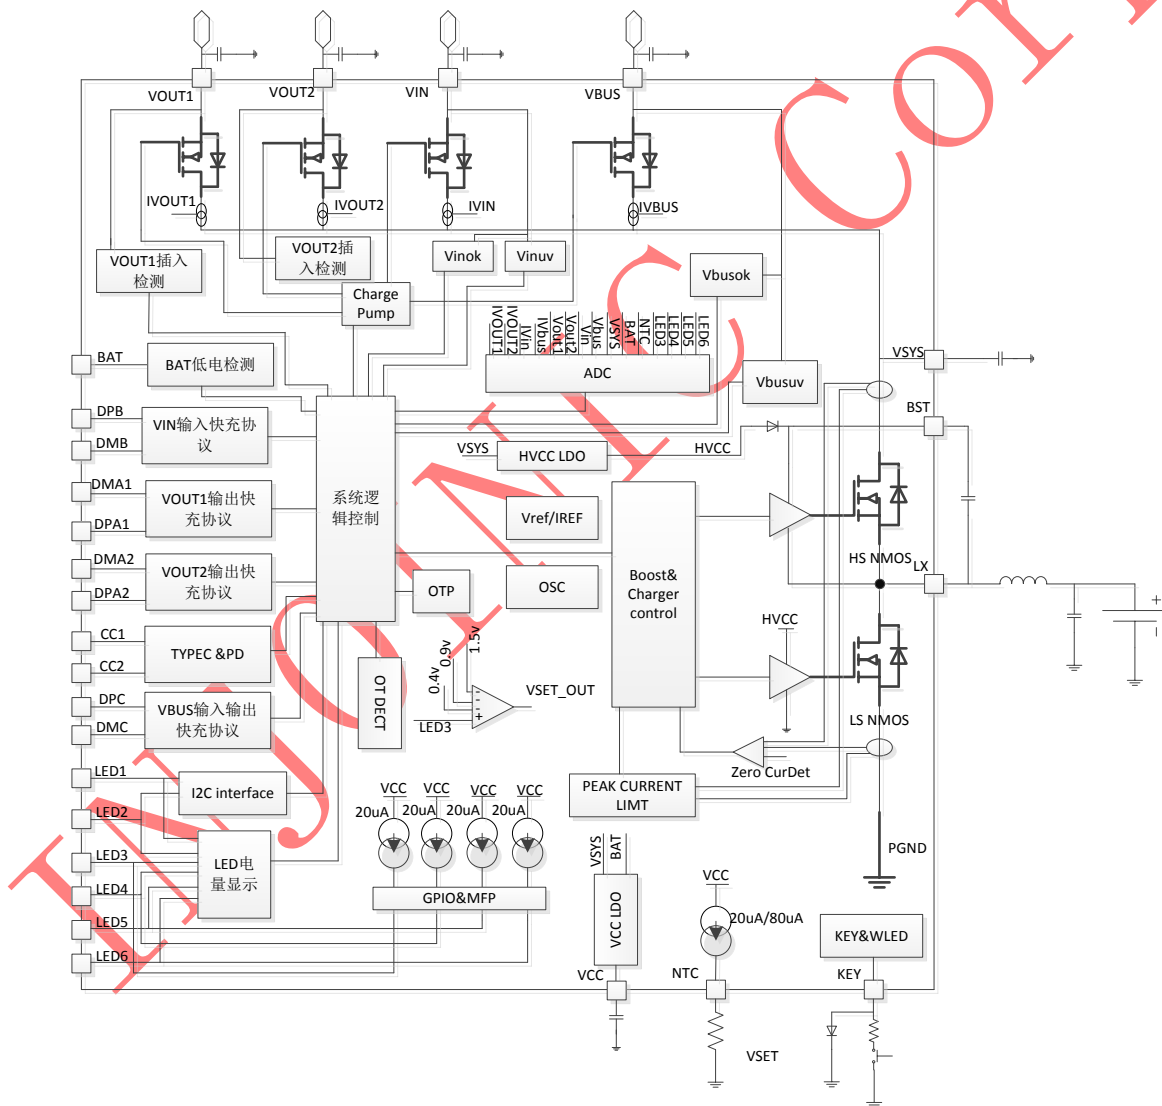 VOUT1
VOUT2
VIN
VBUS
IVOUT1
IVOUT2
IVIN
IVBUS
VOUT1插入
检测
VOUT2插
入检测
Vinok
Vinuv
Vbusok
Charge
Pump
IVOUT1
IVOUT2
IVin
IVbus
Vout1
Vout2
Vin
Vbus
VSYS
BAT
NTC
LED3
LED4
LED5
LED6
ADC
Vbusuv
VSYS
BAT
BAT低电检测
BST
DPB
DMB
VIN输入快充协
议
VSYS
HVCC LDO
HVCC
DMA1
DPA1
VOUT1输出快
充协议
系统逻
辑控制
Vref/IREF
Boost&
Charger
control
HS NMOS
LX
DMA2
DPA2
VOUT2输出快
充协议
OTP
OSC
CC1
CC2
TYPEC &PD
HVCC
0.4v
0.9v
1.5v
VSET_OUT
LED3
OT DECT
DPC
DMC
VBUS输入输出
快充协议
LS NMOS
Zero CurDet
PEAK CURRENT
LIMT
LED1
LED2
LED3
LED4
LED5
LED6
I2C interface
LED电
量显示
VCC
VCC
VCC
VCC
20uA
20uA
20uA
20uA
GPIO&MFP
VSYS
BAT
VCC LDO
VCC
VCC
20uA/80uA
NTC
VSET
PGND
KEY&WLED
KEY
INJOINIC Corp